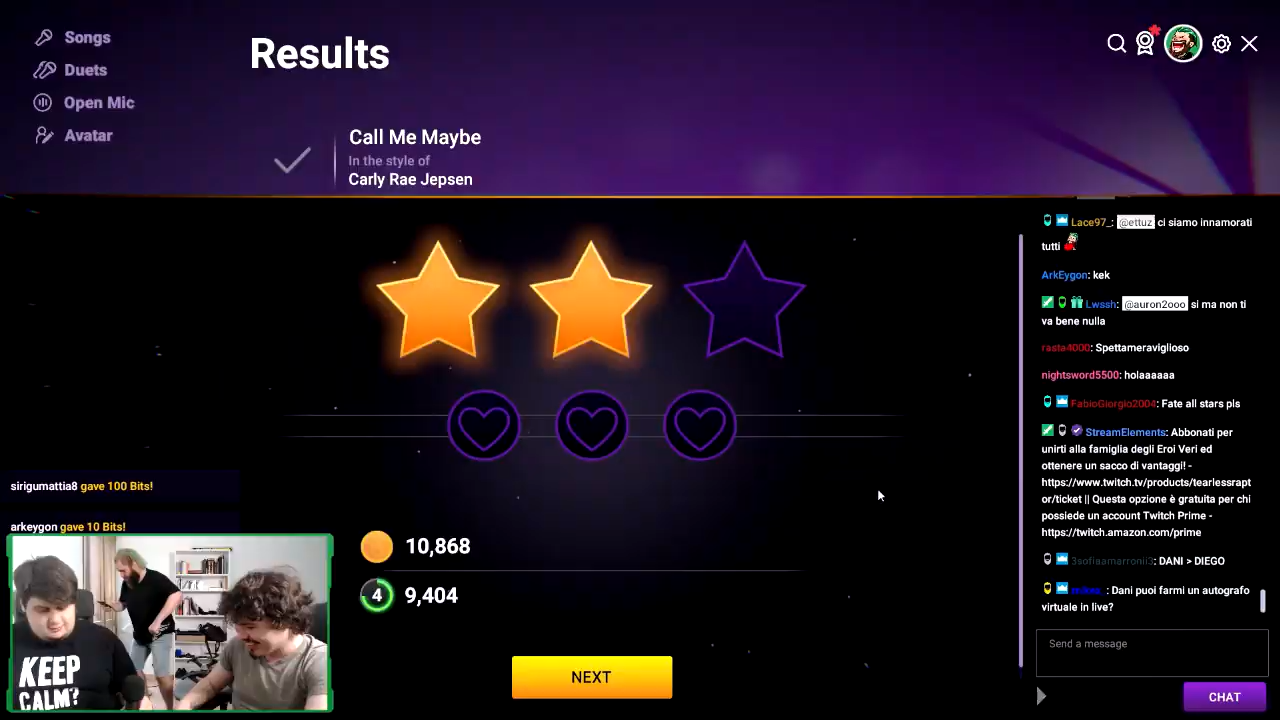 Songs
Duets
Open Mic
Avatar
Results
Call Me Maybe
In the style of
Carly Rae Jepsen
sirigumattia8 gave 100 Bits!
arkeygon gave 10 Bits!
KEEP
CALM?
10,868
4
9,404
NEXT
Lace97_: @ettuz ci siamo innamorati
tutti
ArkEygon: kek
Lwssh: @auron2ooo si ma non ti
va bene nulla
rasta4000: Spettameraviglioso
nightsword5500: holaaaaaa
FabioGiorgio2004: Fate all stars pls
StreamElements: Abbonati per
unirti alla famiglia degli Eroi Veri ed
ottenere un sacco di vantaggi! -
https://www.twitch.tv/products/tearlessrapt
or/ticket || Questa opzione è gratuita per chi
possiede un account Twitch Prime -
https://twitch.amazon.com/prime
3sofiaamarronii3: DANI > DIEGO
: Dani puoi farmi un autografo
virtuale in live?
Send a message
CHAT